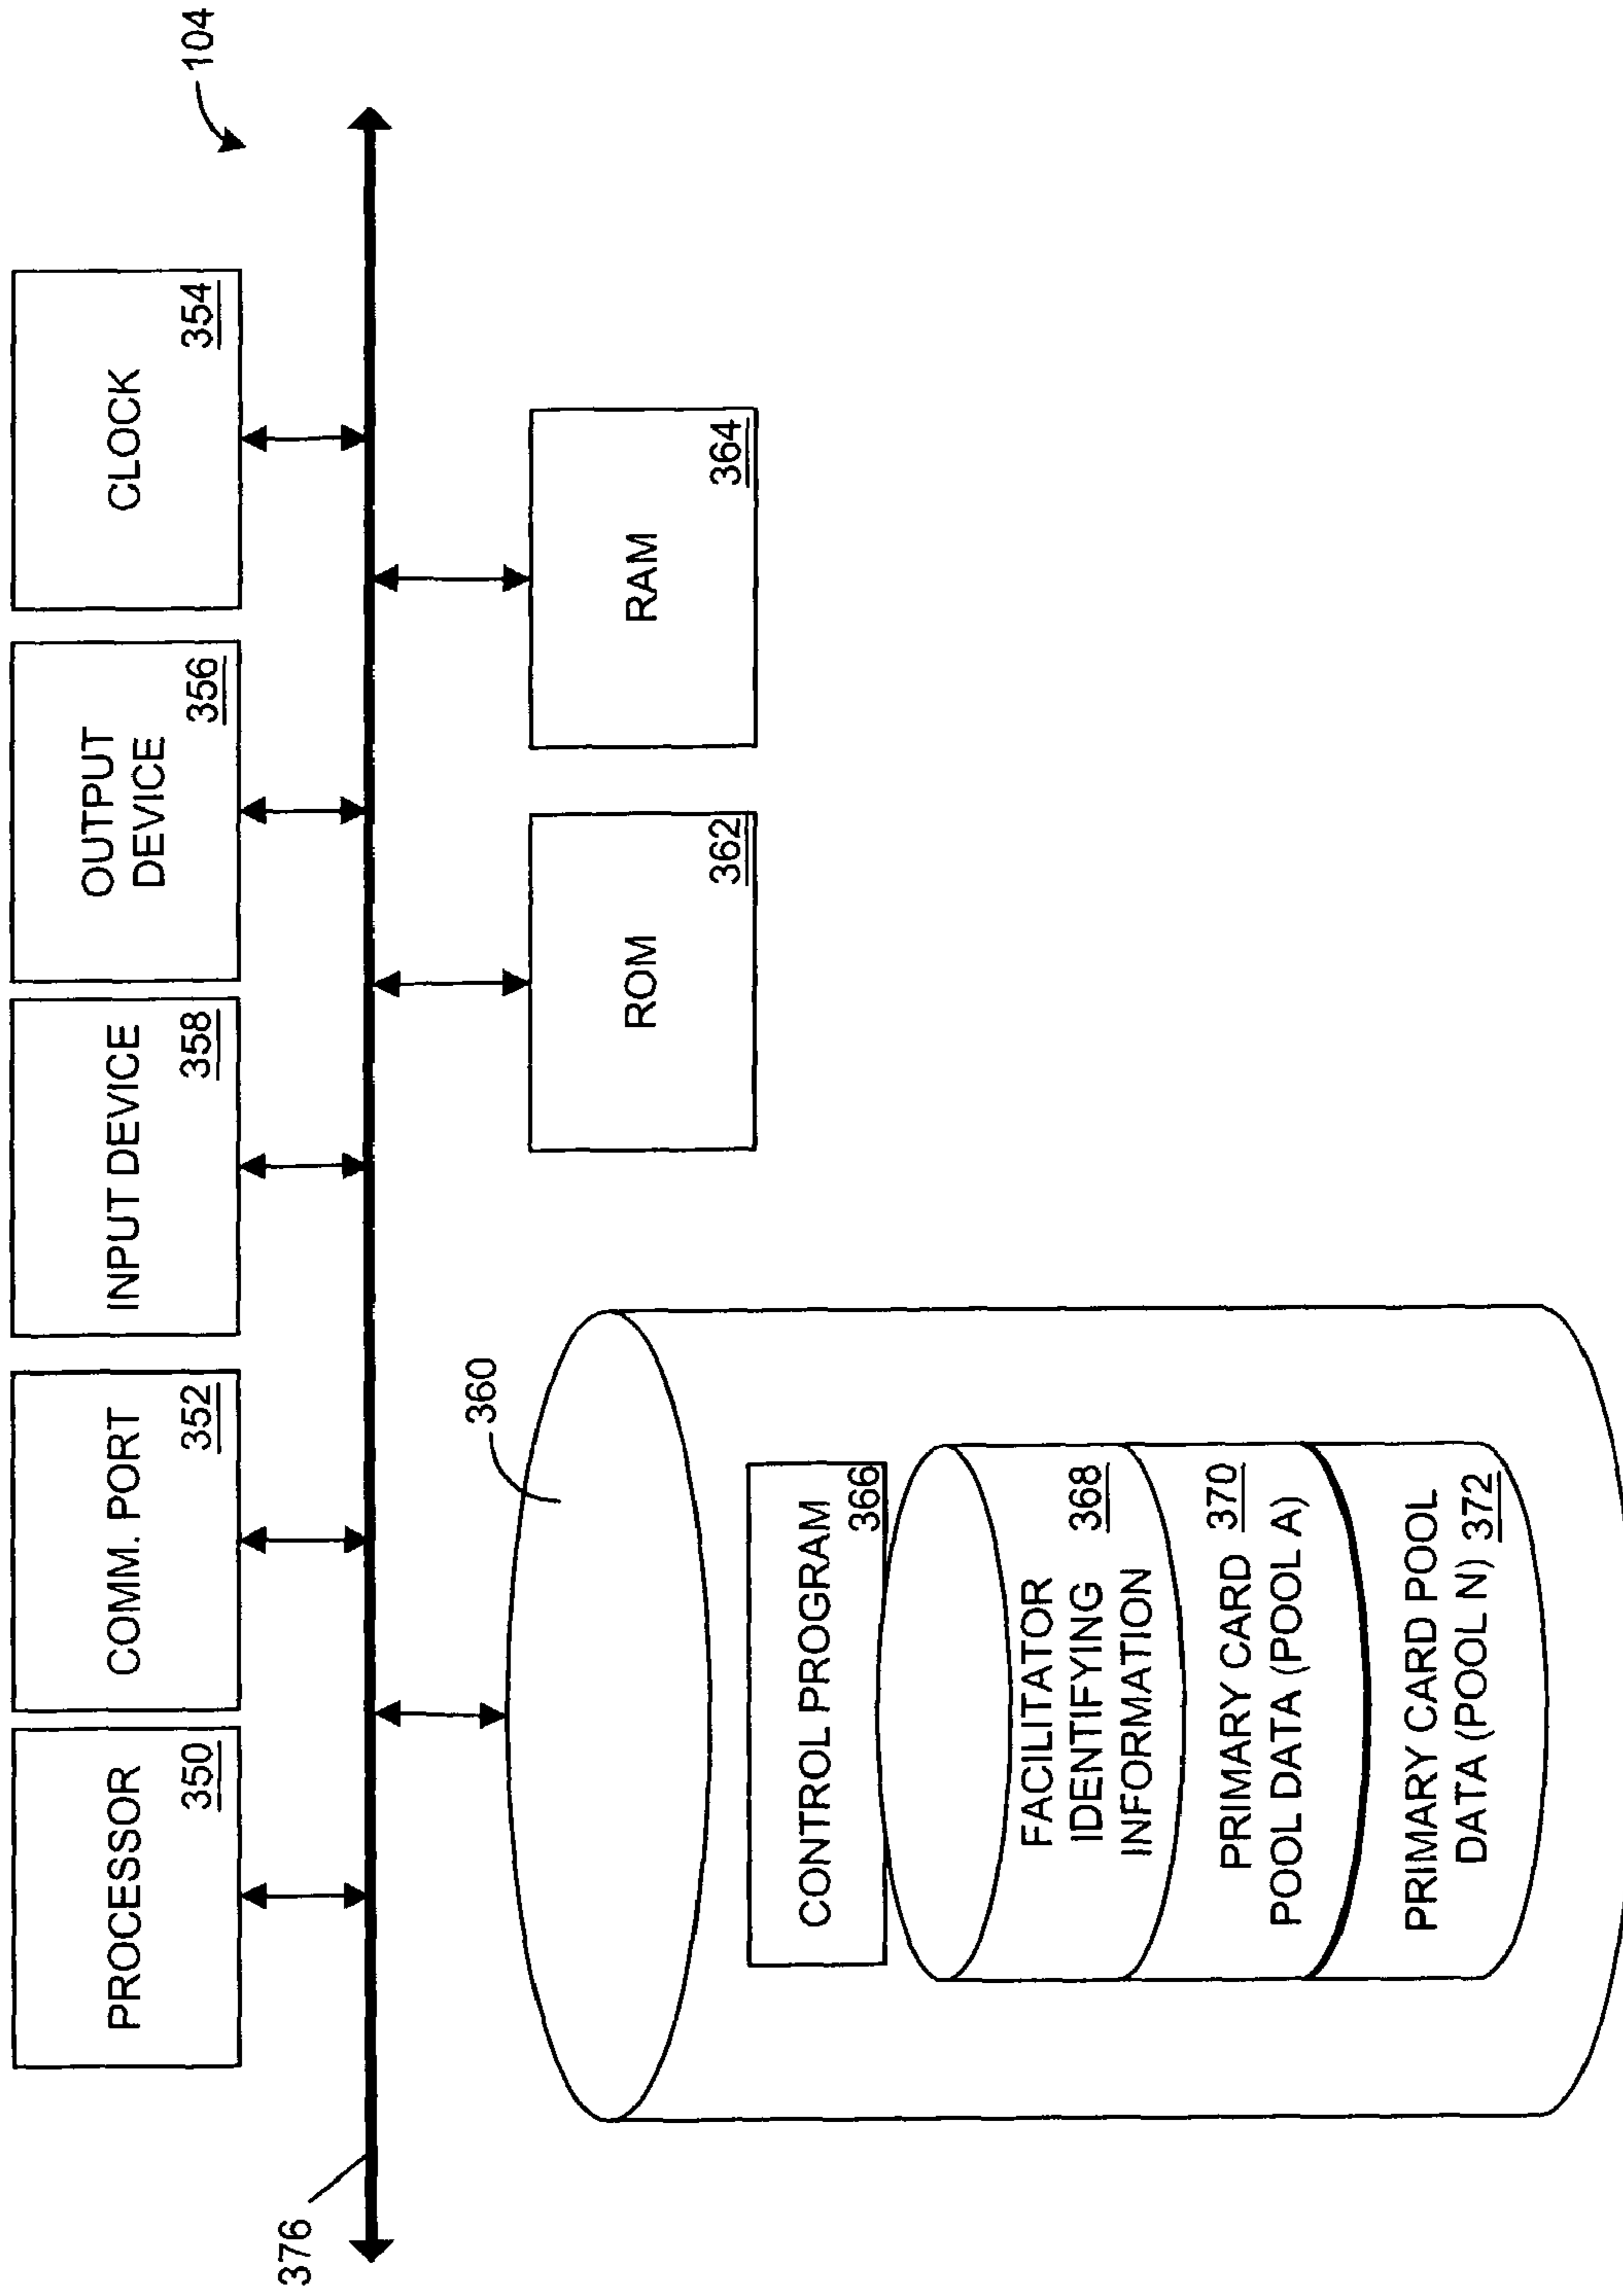 104
PROCESSOR
350
COMM. PORT
352
INPUT DEVICE
358
OUTPUT
DEVICE
356
CLOCK
354
376
360
ROM
362
RAM
364
CONTROL PROGRAM
366
FACILITATOR
IDENTIFYING 368
INFORMATION
PRIMARY CARD 370
POOL DATA (POOL A)
PRIMARY CARD POOL
DATA (POOL N) 372